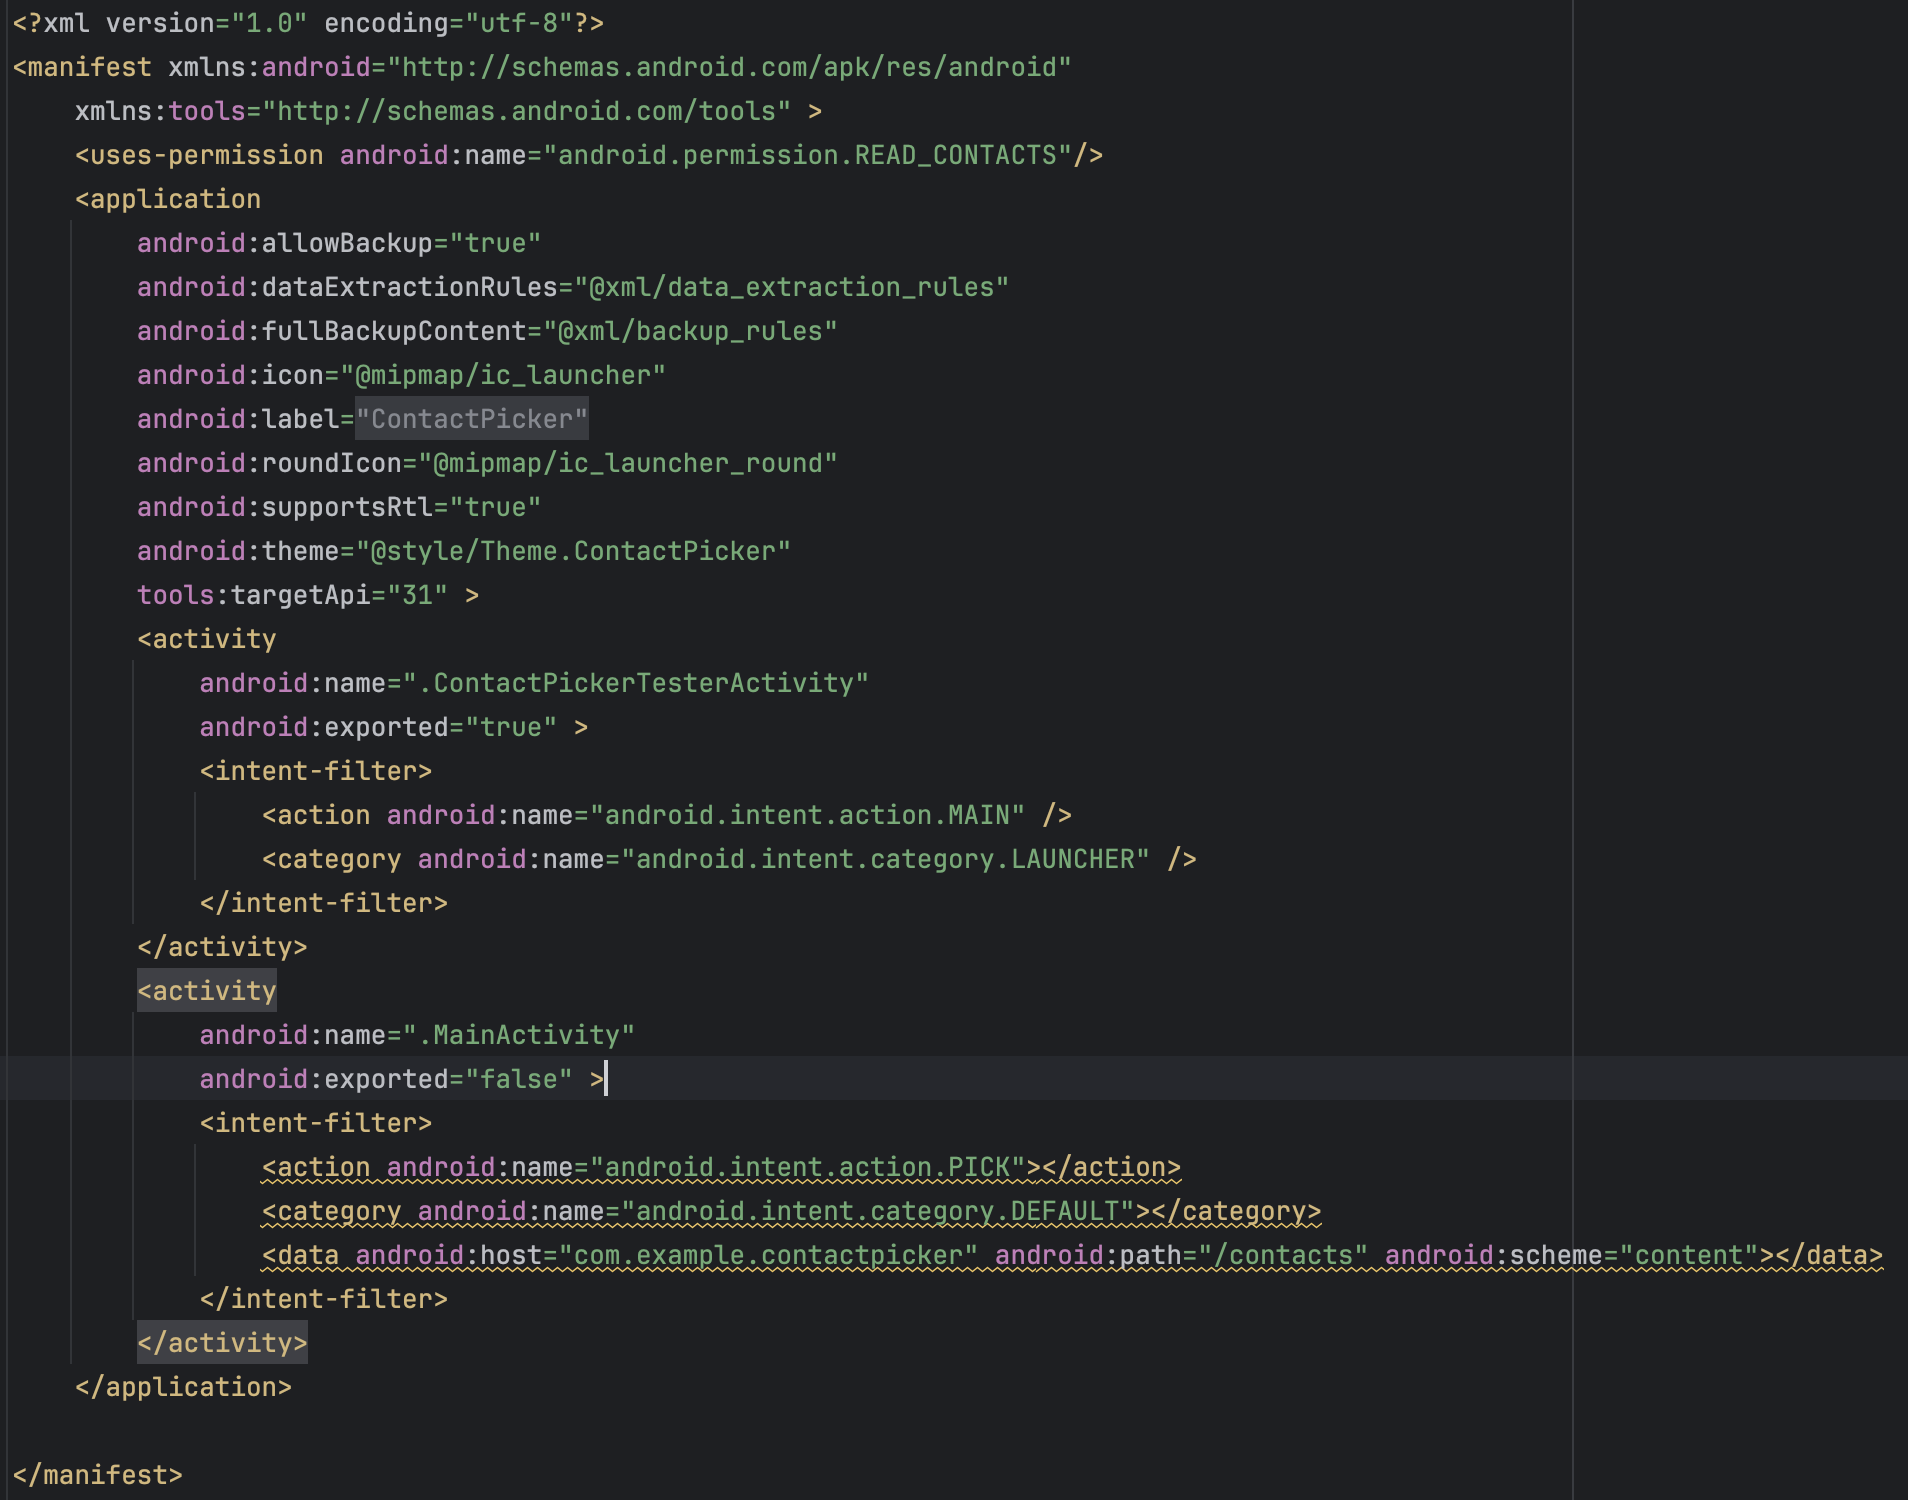 <?xml version="1.0" encoding="utf-8"?>
<manifest xmlns:android="http://schemas.android.com/apk/res/android"
    xmlns:tools="http://schemas.android.com/tools" >
    <uses-permission android:name="android.permission.READ_CONTACTS"/>
    <application
        android:allowBackup="true"
        android:dataExtractionRules="@xml/data_extraction_rules"
        android:fullBackupContent="@xml/backup_rules"
        android:icon="@mipmap/ic_launcher"
        android:label="ContactPicker"
        android:roundIcon="@mipmap/ic_launcher_round"
        android:supportsRtl="true"
        android:theme="@style/Theme.ContactPicker"
        tools:targetApi="31" >
        <activity
            android:name=".ContactPickerTesterActivity"
            android:exported="true" >
            <intent-filter>
                <action android:name="android.intent.action.MAIN" />
                <category android:name="android.intent.category.LAUNCHER" />
            </intent-filter>
        </activity>
        <activity
            android:name=".MainActivity"
            android:exported="false" >
            <intent-filter>
                <action android:name="android.intent.action.PICK"></action>
                <category android:name="android.intent.category.DEFAULT"></category>
                <data android:host="com.example.contactpicker" android:path="/contacts" android:scheme="content"></data>
            </intent-filter>
        </activity>
    </application>

</manifest>